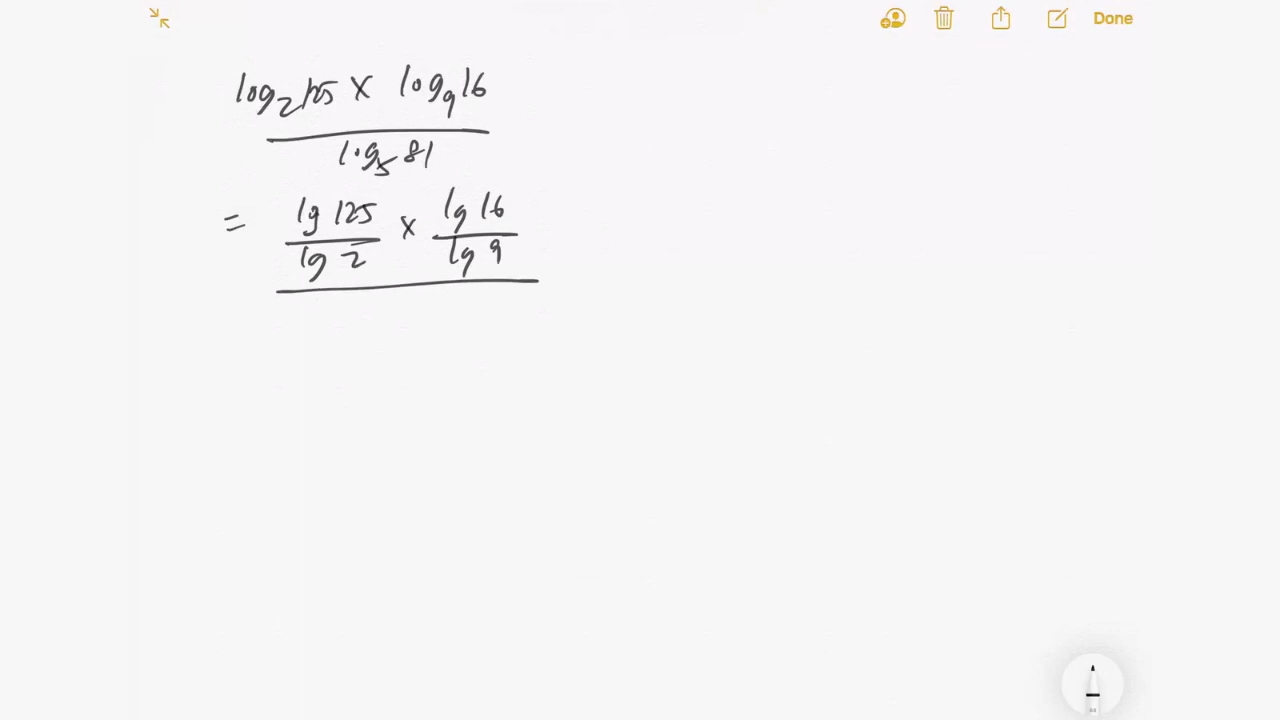 Done
log₂125 × log₉16
log₅81
= lg 125 × lg 16
lg 2 lg 9